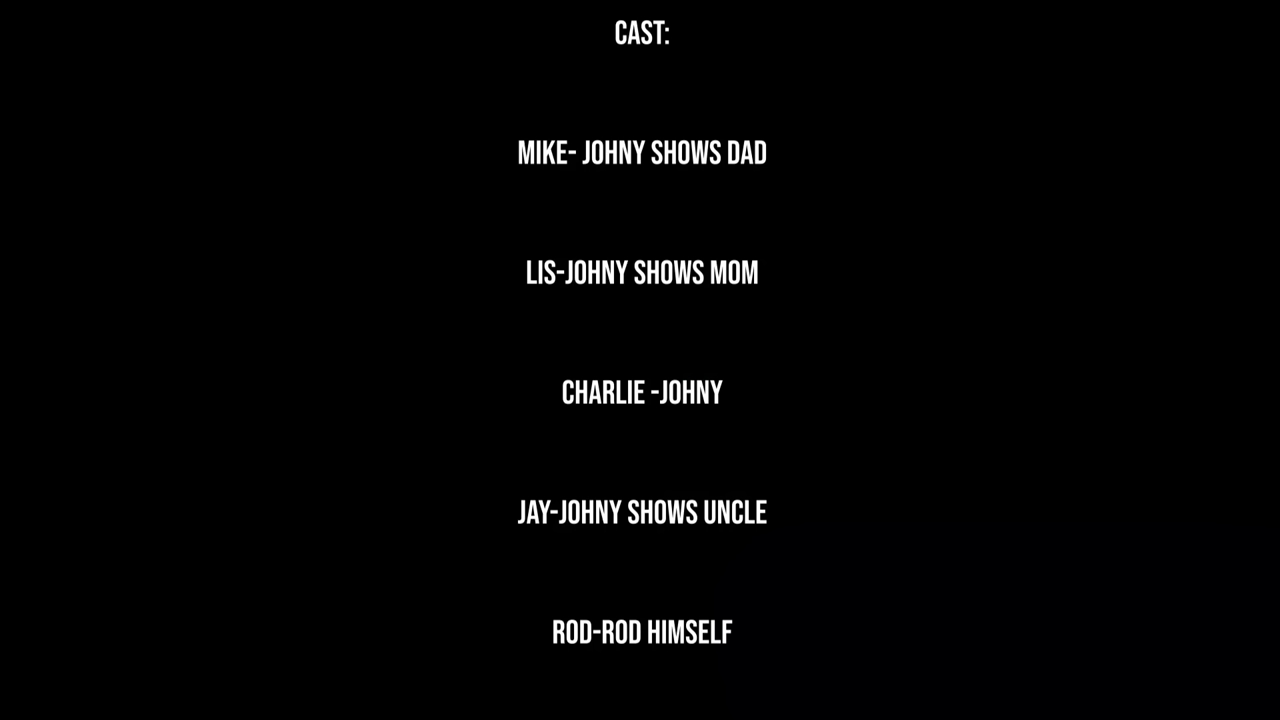 CAST:
MIKE- JOHNY SHOWS DAD
LIS-JOHNY SHOWS MOM
CHARLIE -JOHNY
JAY-JOHNY SHOWS UNCLE
ROD-ROD HIMSELF